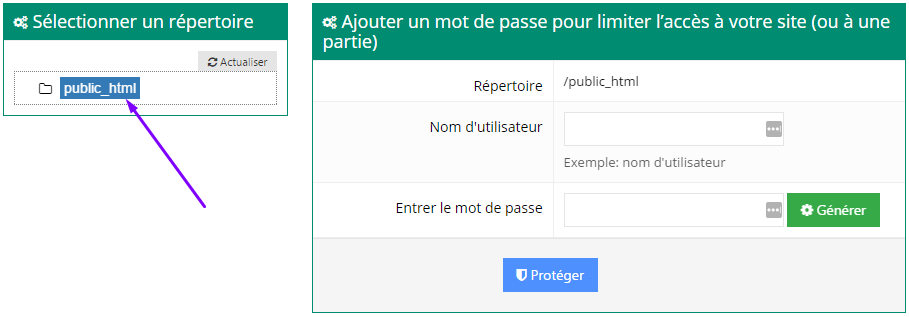 Sélectionner un répertoire
Actualiser
public_html
Ajouter un mot de passe pour limiter l’accès à votre site (ou à une
partie)
Répertoire
/public_html
Nom d'utilisateur
Exemple: nom d'utilisateur
Entrer le mot de passe
Générer
Protéger